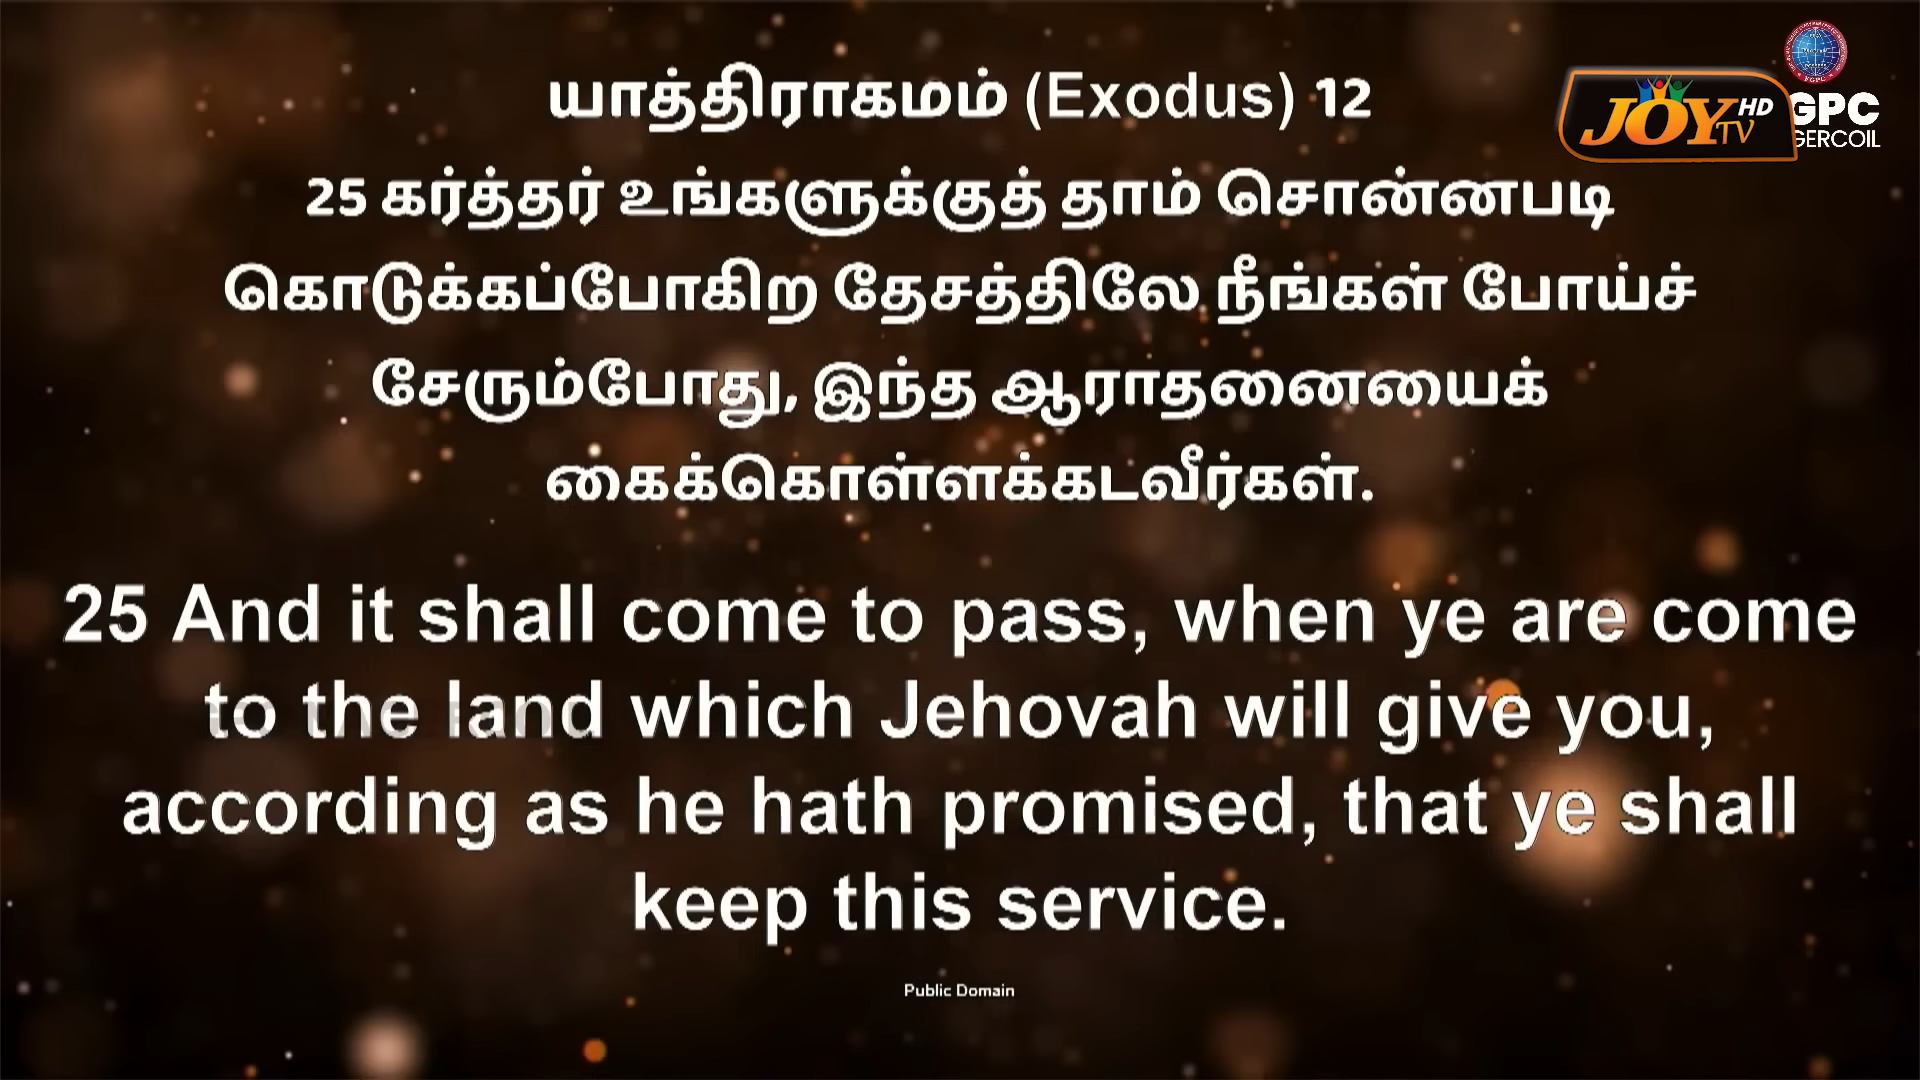 யாத்திராகமம் (Exodus) 12
25 கர்த்தர் உங்களுக்குத் தாம் சொன்னபடி
கொடுக்கப்போகிற தேசத்திலே நீங்கள் போய்ச்
சேரும்போது, இந்த ஆராதனையைக்
கைக்கொள்ளக்கடவீர்கள்.
25 And it shall come to pass, when ye are come
to the land which Jehovah will give you,
according as he hath promised, that ye shall
keep this service.
Public Domain
JOY TV HD
GPC
GERCOIL